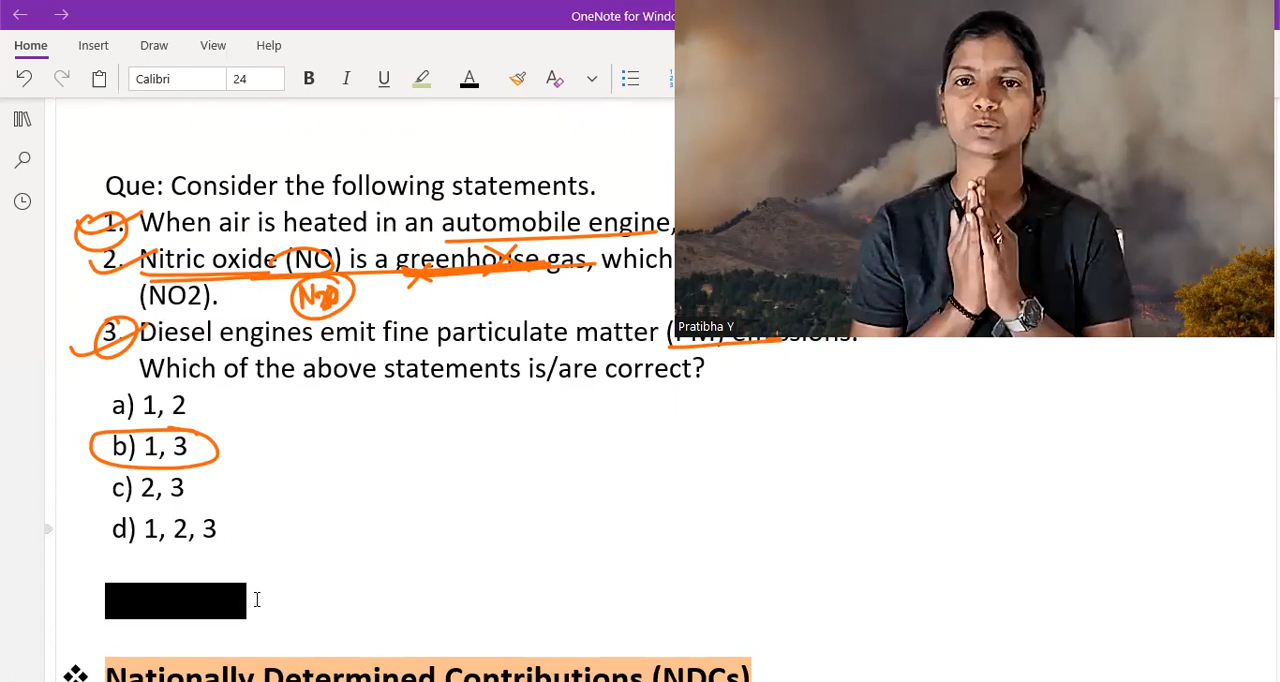 OneNote for Windo
Home Insert Draw View Help
Calibri 24 B I U A A
Que: Consider the following statements.
1. When air is heated in an automobile engine,
2. Nitric oxide (NO) is a greenhouse gas, which
(NO2).
N20
3. Diesel engines emit fine particulate matter (PM) emissions.
Which of the above statements is/are correct?
a) 1, 2
b) 1, 3
c) 2, 3
d) 1, 2, 3
Nationally Determined Contributions (NDCs)
Pratibha Y